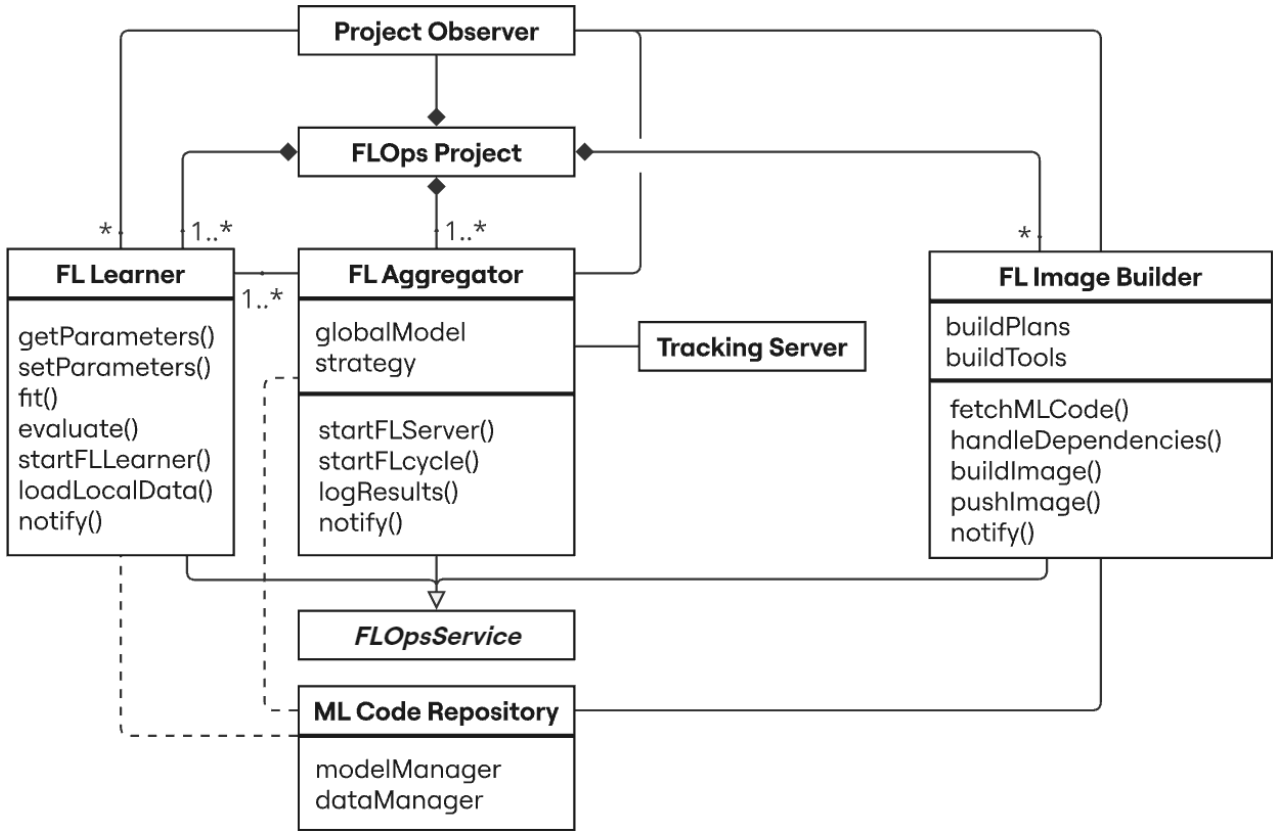 Project Observer
FLOps Project
*
1..*
1..*
*
FL Learner
1..*
getParameters()
setParameters()
fit()
evaluate()
startFLLearner()
loadLocalData()
notify()
FL Aggregator
globalModel
strategy
startFLServer()
startFLcycle()
logResults()
notify()
Tracking Server
FL Image Builder
buildPlans
buildTools
fetchMLCode()
handleDependencies()
buildImage()
pushImage()
notify()
FLOpsService
ML Code Repository
modelManager
dataManager